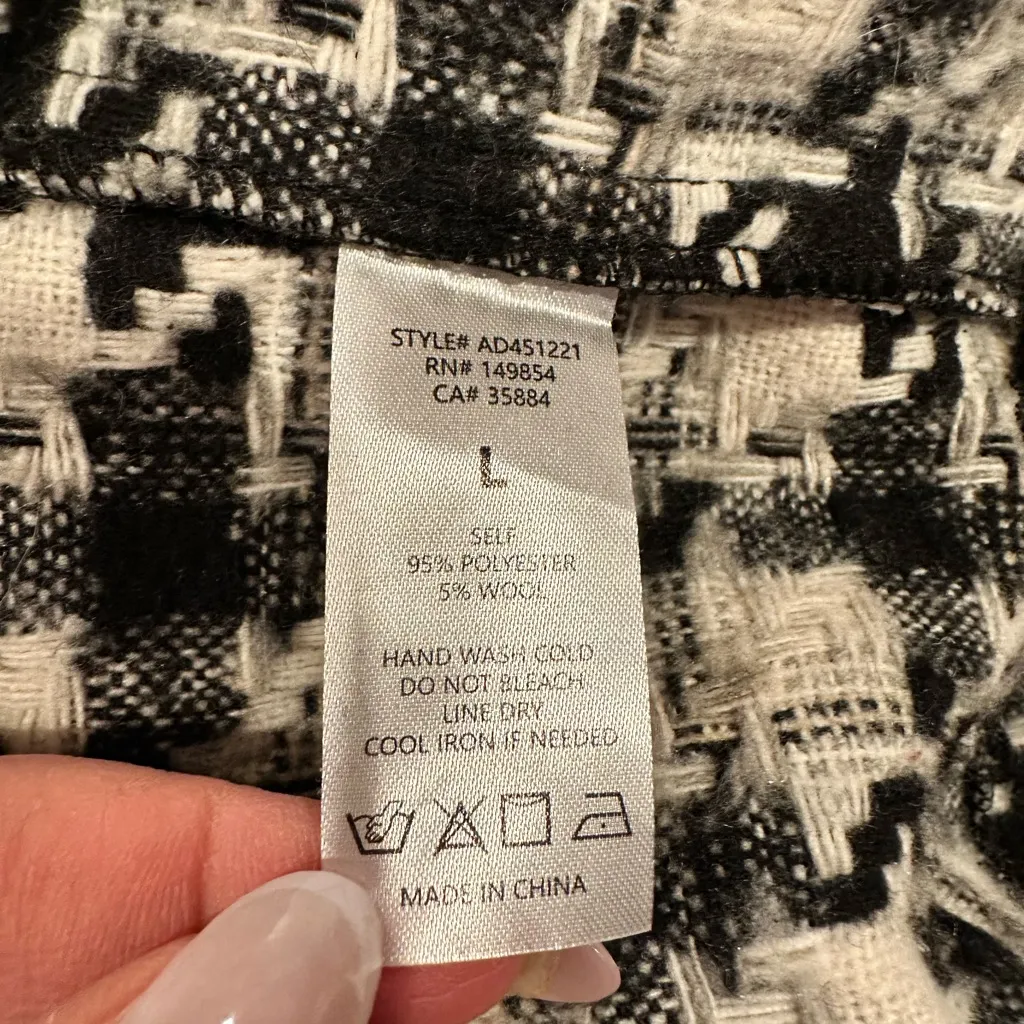 STYLE# AD451221
RN# 149854
CA# 35884
L
SELF
95% POLYESTER
5% WOOL
HAND WASH COLD
DO NOT BLEACH
LINE DRY
COOL IRON IF NEEDED
MADE IN CHINA